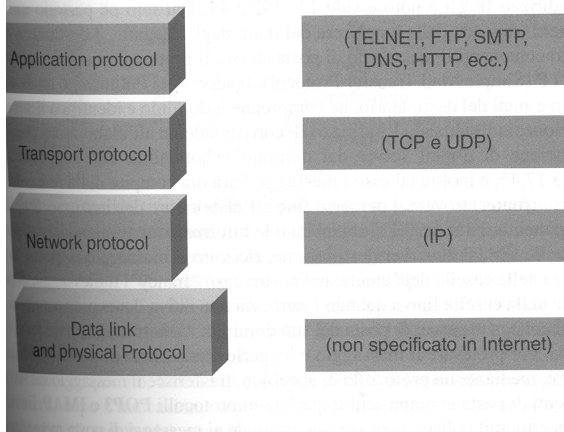 Application protocol
(TELNET, FTP, SMTP,
DNS, HTTP ecc.)
Transport protocol
(TCP e UDP)
Network protocol
(IP)
Data link
and physical Protocol
(non specificato in Internet)